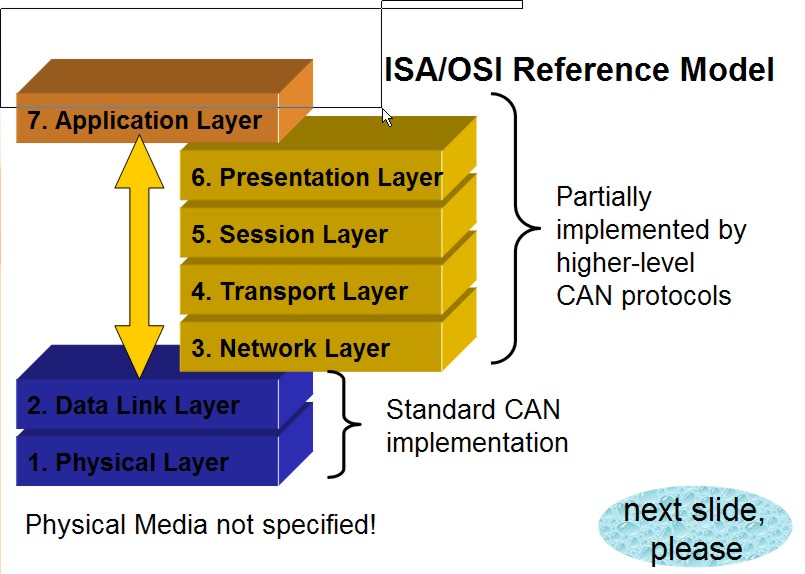 ISA/OSI Reference Model
7. Application Layer
6. Presentation Layer
5. Session Layer
4. Transport Layer
3. Network Layer
Partially
implemented by
higher-level
CAN protocols
2. Data Link Layer
1. Physical Layer
Standard CAN
implementation
Physical Media not specified!
next slide,
please